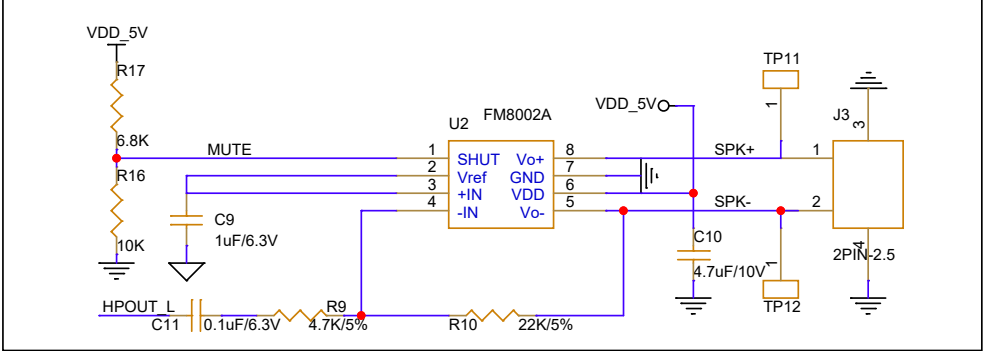 VDD_5V
R17
6.8K
MUTE
R16
10K
C9
1uF/6.3V
HPOUT_L
C11
0.1uF/6.3V
R9
4.7K/5%
R10
22K/5%
U2
FM8002A
1
2
3
4
SHUT
Vref
+IN
-IN
Vo+
GND
VDD
Vo-
8
7
6
5
VDD_5V
SPK+
SPK-
C10
4.7uF/10V
TP11
1
TP12
1
J3
3
1
2
4
2PIN-2.5